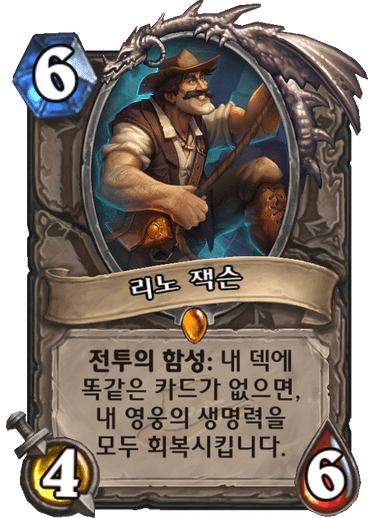 6
리노 잭슨
전투의 함성: 내 덱에
똑같은 카드가 없으면,
내 영웅의 생명력을
모두 회복시킵니다.
4
6